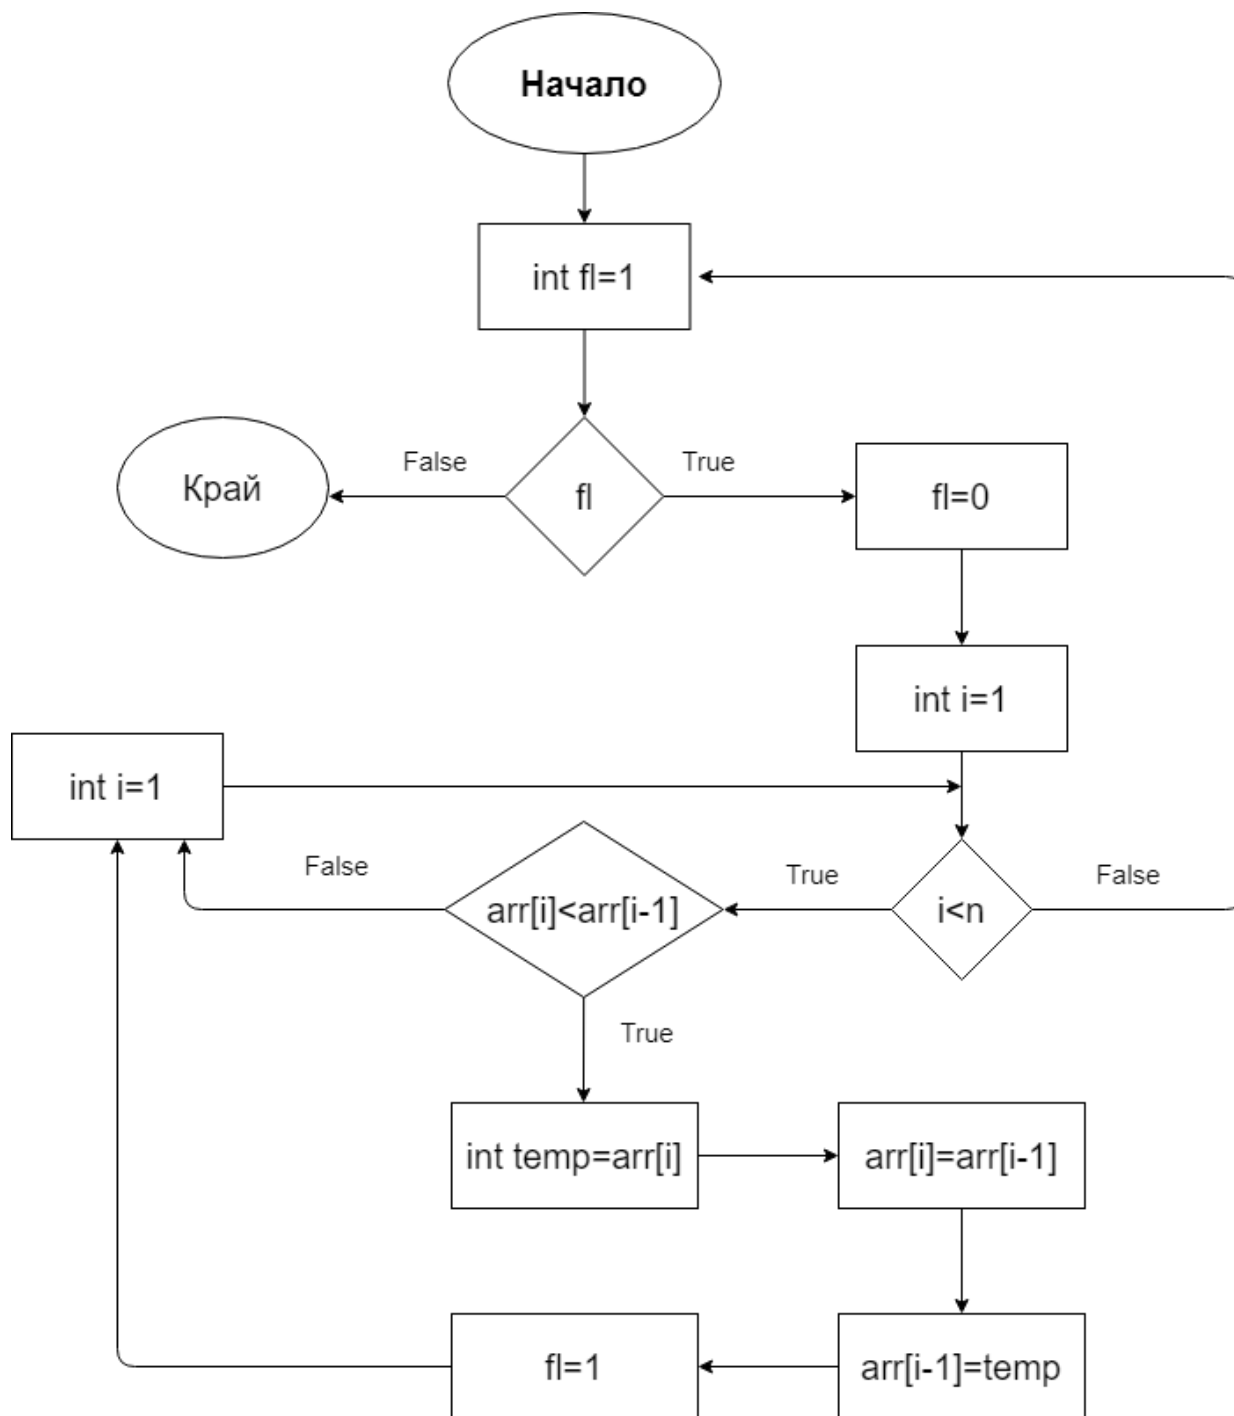 Начало
int fl=1
False
True
Край
fl
fl=0
int i=1
int i=1
False
True
False
arr[i]<arr[i-1]
i<n
True
int temp=arr[i]
arr[i]=arr[i-1]
fl=1
arr[i-1]=temp